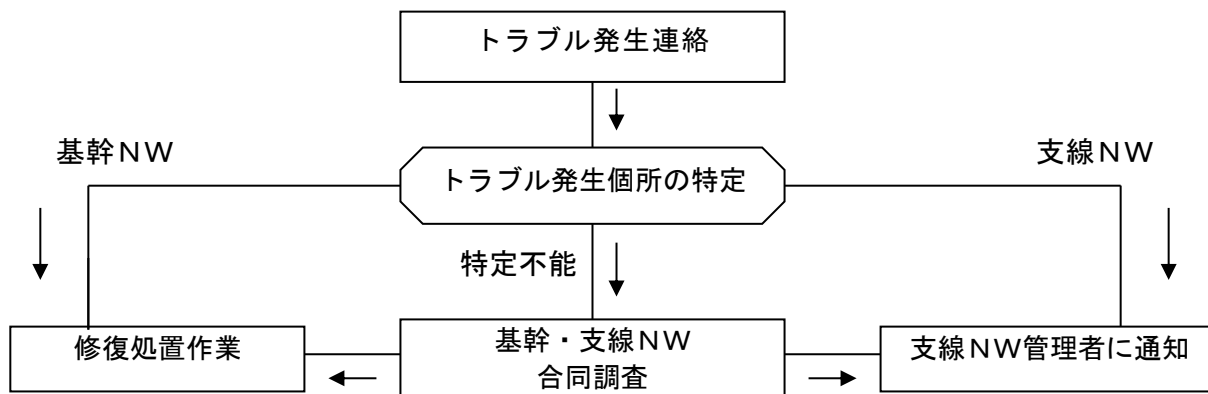 トラブル発生連絡
基幹ＮＷ
支線ＮＷ
トラブル発生個所の特定
特定不能
修復処置作業
基幹・支線ＮＷ
合同調査
支線ＮＷ管理者に通知